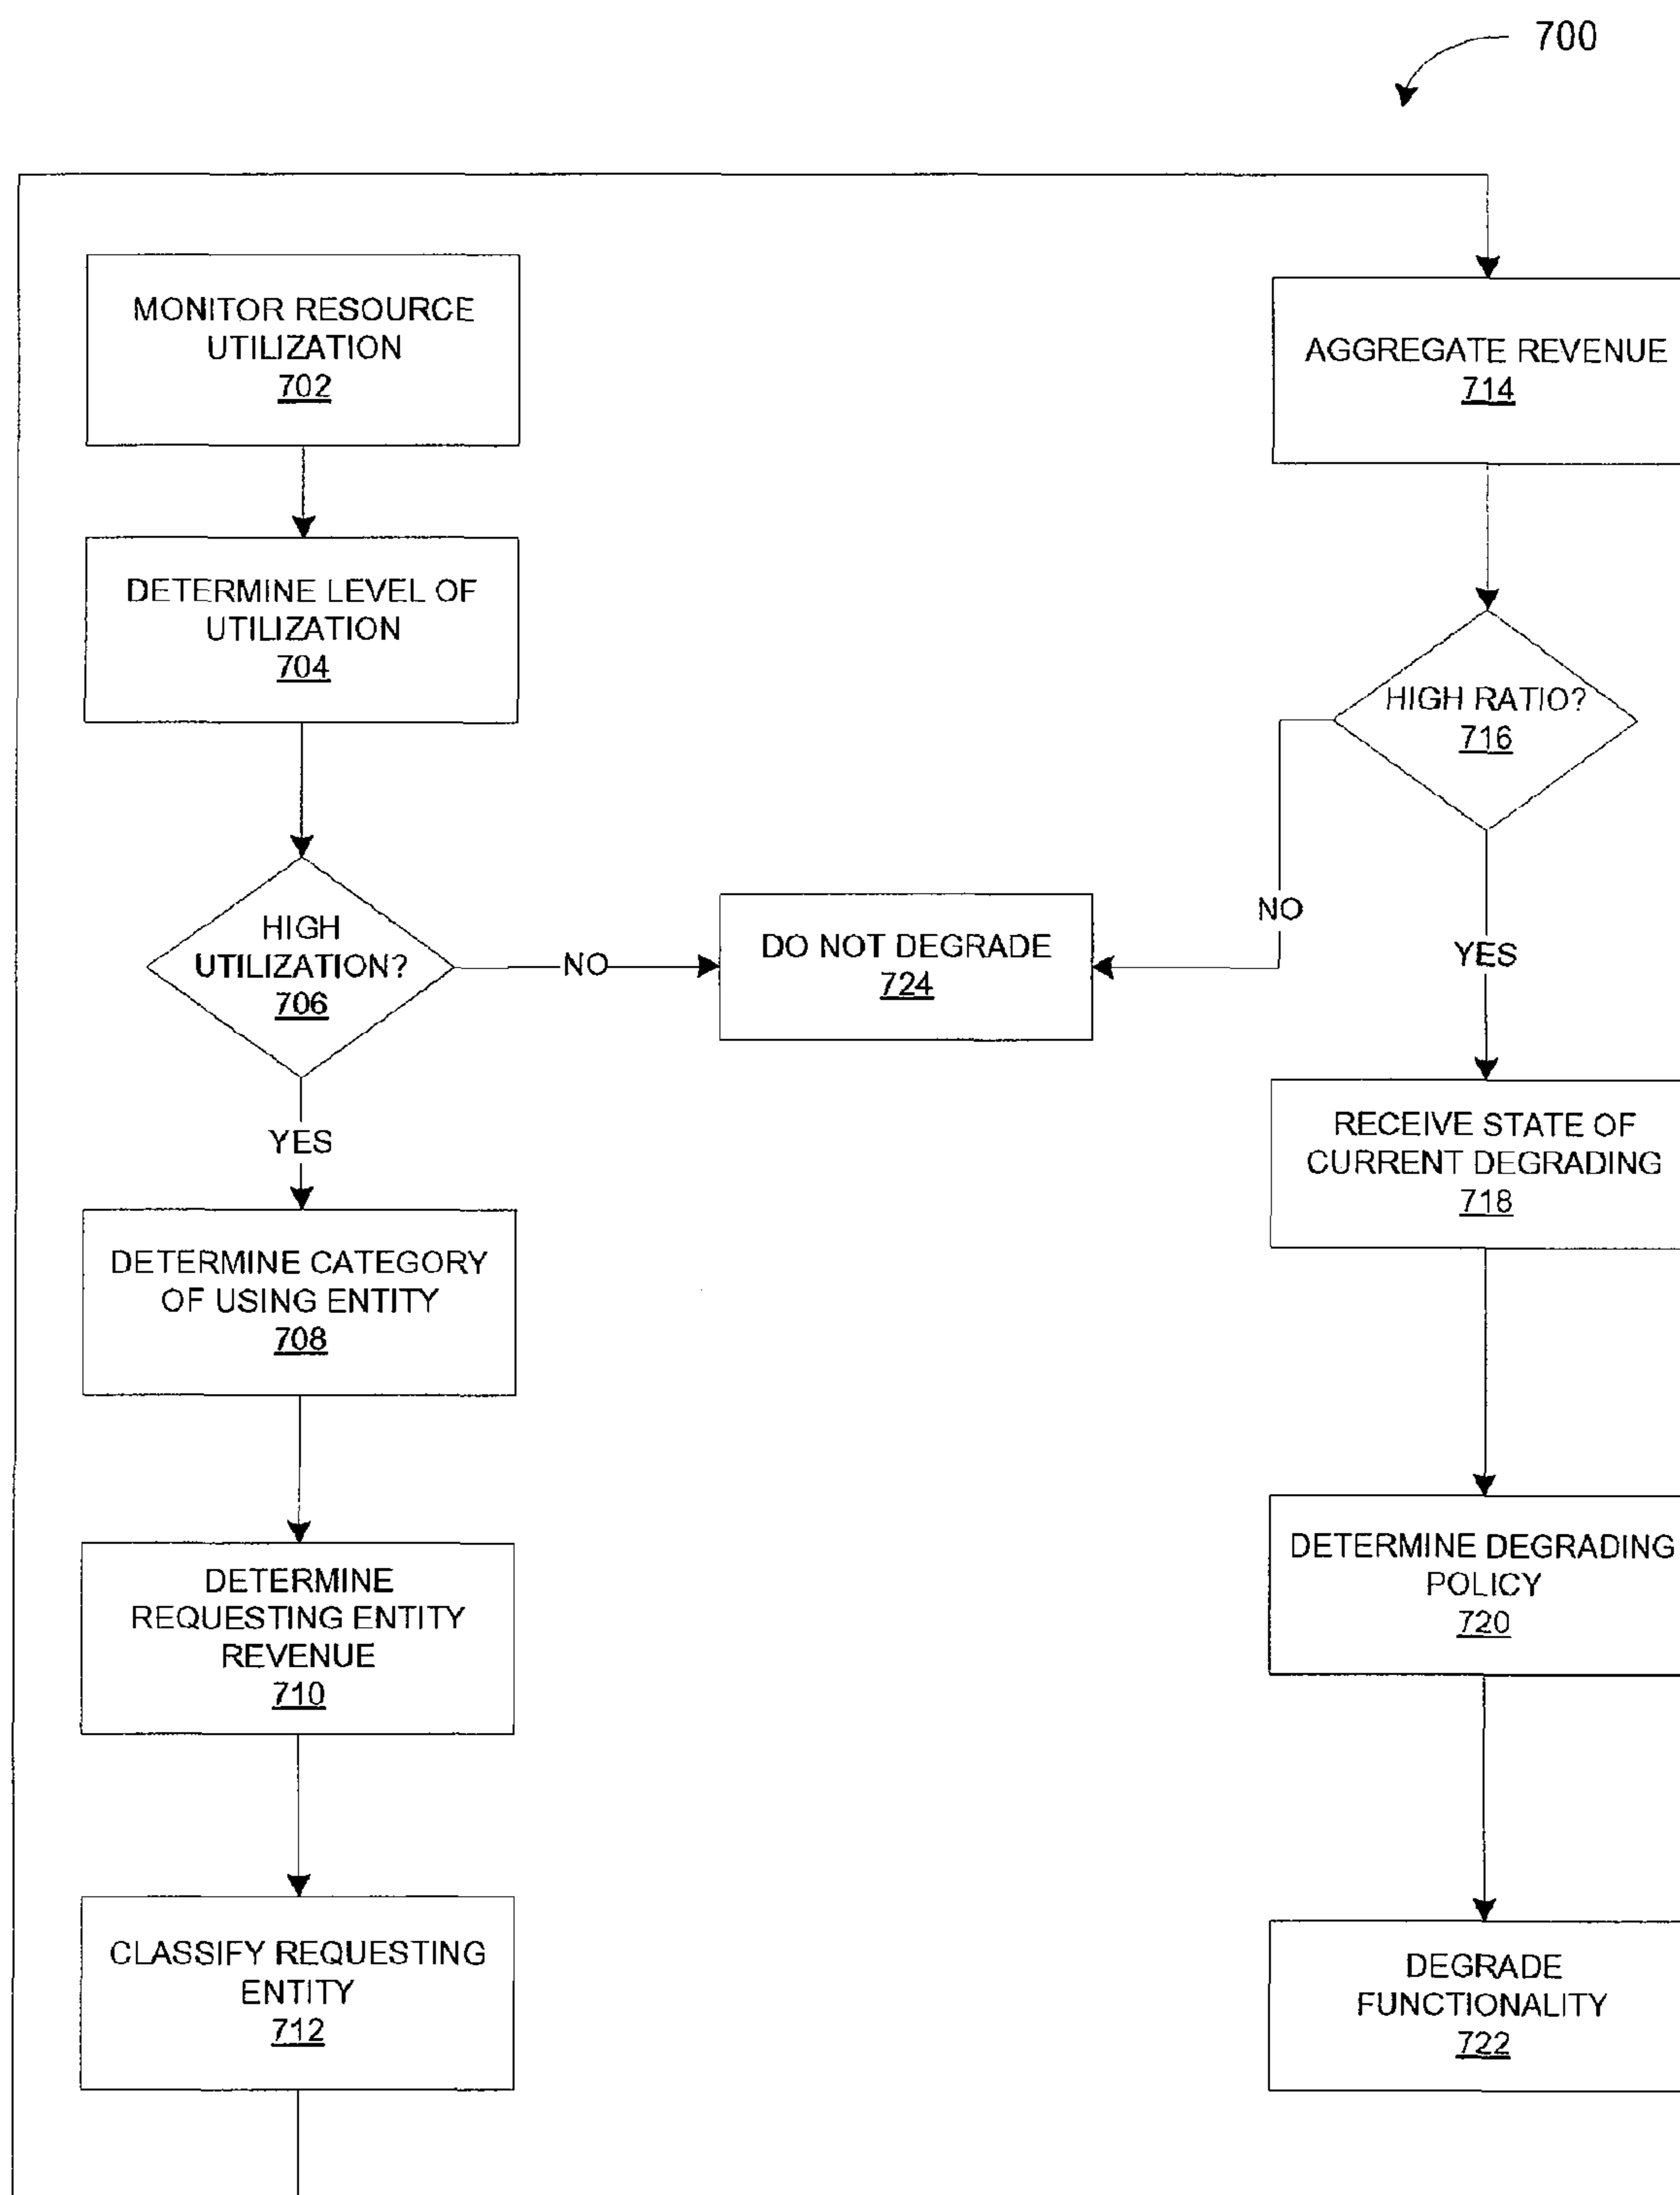 700
MONITOR RESOURCE
UTILIZATION
702
DETERMINE LEVEL OF
UTILIZATION
704
HIGH
UTILIZATION?
706
NO
YES
DETERMINE CATEGORY
OF USING ENTITY
708
DETERMINE
REQUESTING ENTITY
REVENUE
710
CLASSIFY REQUESTING
ENTITY
712
DO NOT DEGRADE
724
AGGREGATE REVENUE
714
HIGH RATIO?
716
NO
YES
RECEIVE STATE OF
CURRENT DEGRADING
718
DETERMINE DEGRADING
POLICY
720
DEGRADE
FUNCTIONALITY
722